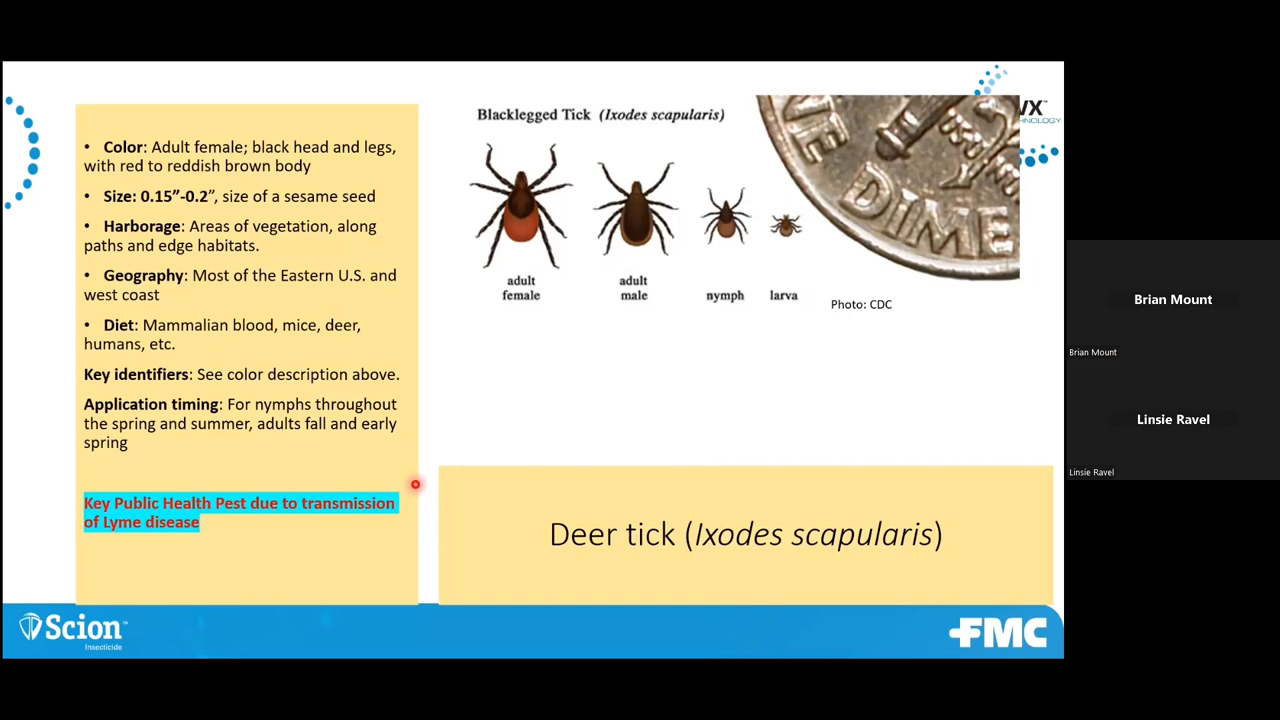 • Color: Adult female; black head and legs,
with red to reddish brown body
• Size: 0.15”-0.2”, size of a sesame seed
• Harborage: Areas of vegetation, along
paths and edge habitats.
• Geography: Most of the Eastern U.S. and
west coast
• Diet: Mammalian blood, mice, deer,
humans, etc.
Key identifiers: See color description above.
Application timing: For nymphs throughout
the spring and summer, adults fall and early
spring
Key Public Health Pest due to transmission
of Lyme disease
Blacklegged Tick (Ixodes scapularis)
adult
female
adult
male
nymph
larva
NE
DIME
Photo: CDC
VX™
Deer tick (Ixodes scapularis)
Scion™
Insecticide
FMC
Brian Mount
Brian Mount
Linsie Ravel
Linsie Ravel